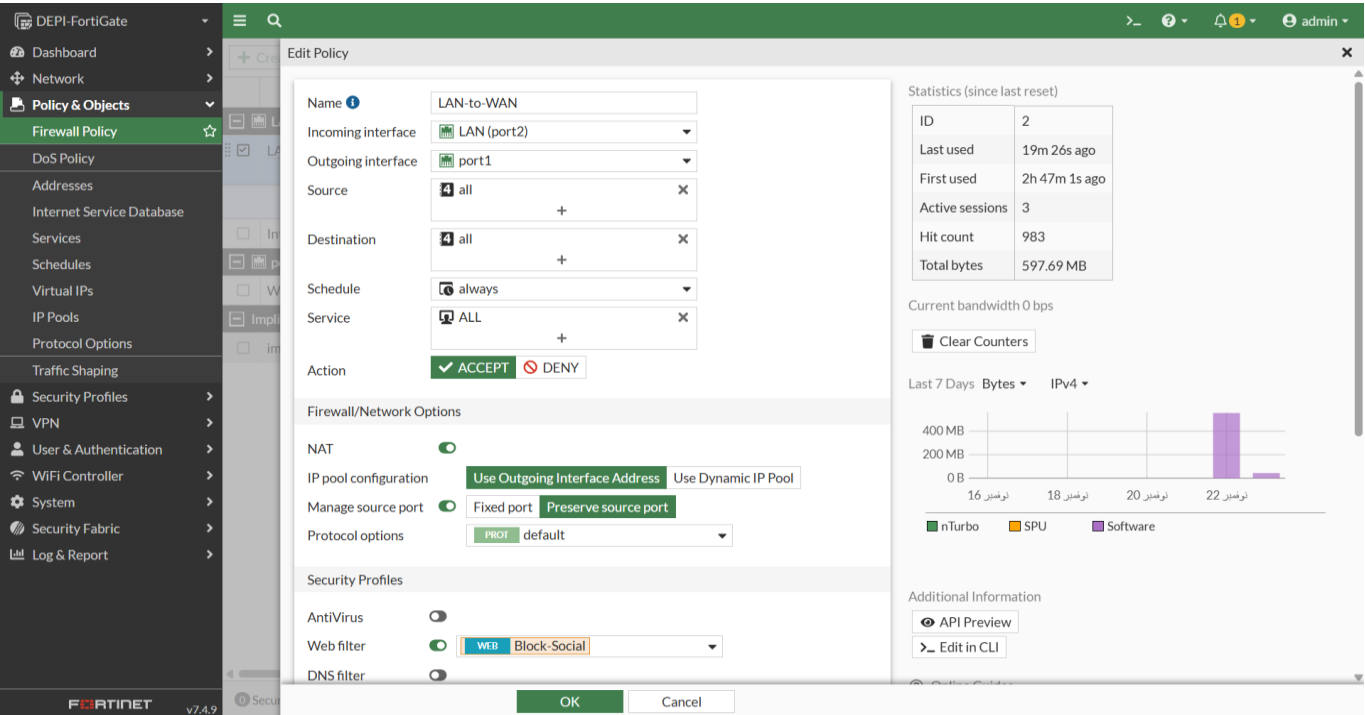 DEPI-FortiGate
admin
1
Dashboard
Network
Policy & Objects
Firewall Policy
DoS Policy
Addresses
Internet Service Database
Services
Schedules
Virtual IPs
IP Pools
Protocol Options
Traffic Shaping
Security Profiles
VPN
User & Authentication
WiFi Controller
System
Security Fabric
Log & Report
FORTINET
v7.4.9
Edit Policy
Name LAN-to-WAN
Incoming interface LAN (port2)
Outgoing interface port1
Source 4 all
+
Destination 4 all
+
Schedule always
Service ALL
+
Action ACCEPT DENY
Firewall/Network Options
NAT
IP pool configuration Use Outgoing Interface Address Use Dynamic IP Pool
Manage source port Fixed port Preserve source port
Protocol options PROT default
Security Profiles
AntiVirus
Web filter WEB Block-Social
DNS filter
OK Cancel
Statistics (since last reset)
ID 2
Last used 19m 26s ago
First used 2h 47m 1s ago
Active sessions 3
Hit count 983
Total bytes 597.69 MB
Current bandwidth 0 bps
Clear Counters
Last 7 Days Bytes IPv4
400 MB
200 MB
0 B
نوفمبر 16 نوفمبر 18 نوفمبر 20 نوفمبر 22
nTurbo SPU Software
Additional Information
API Preview
>_ Edit in CLI